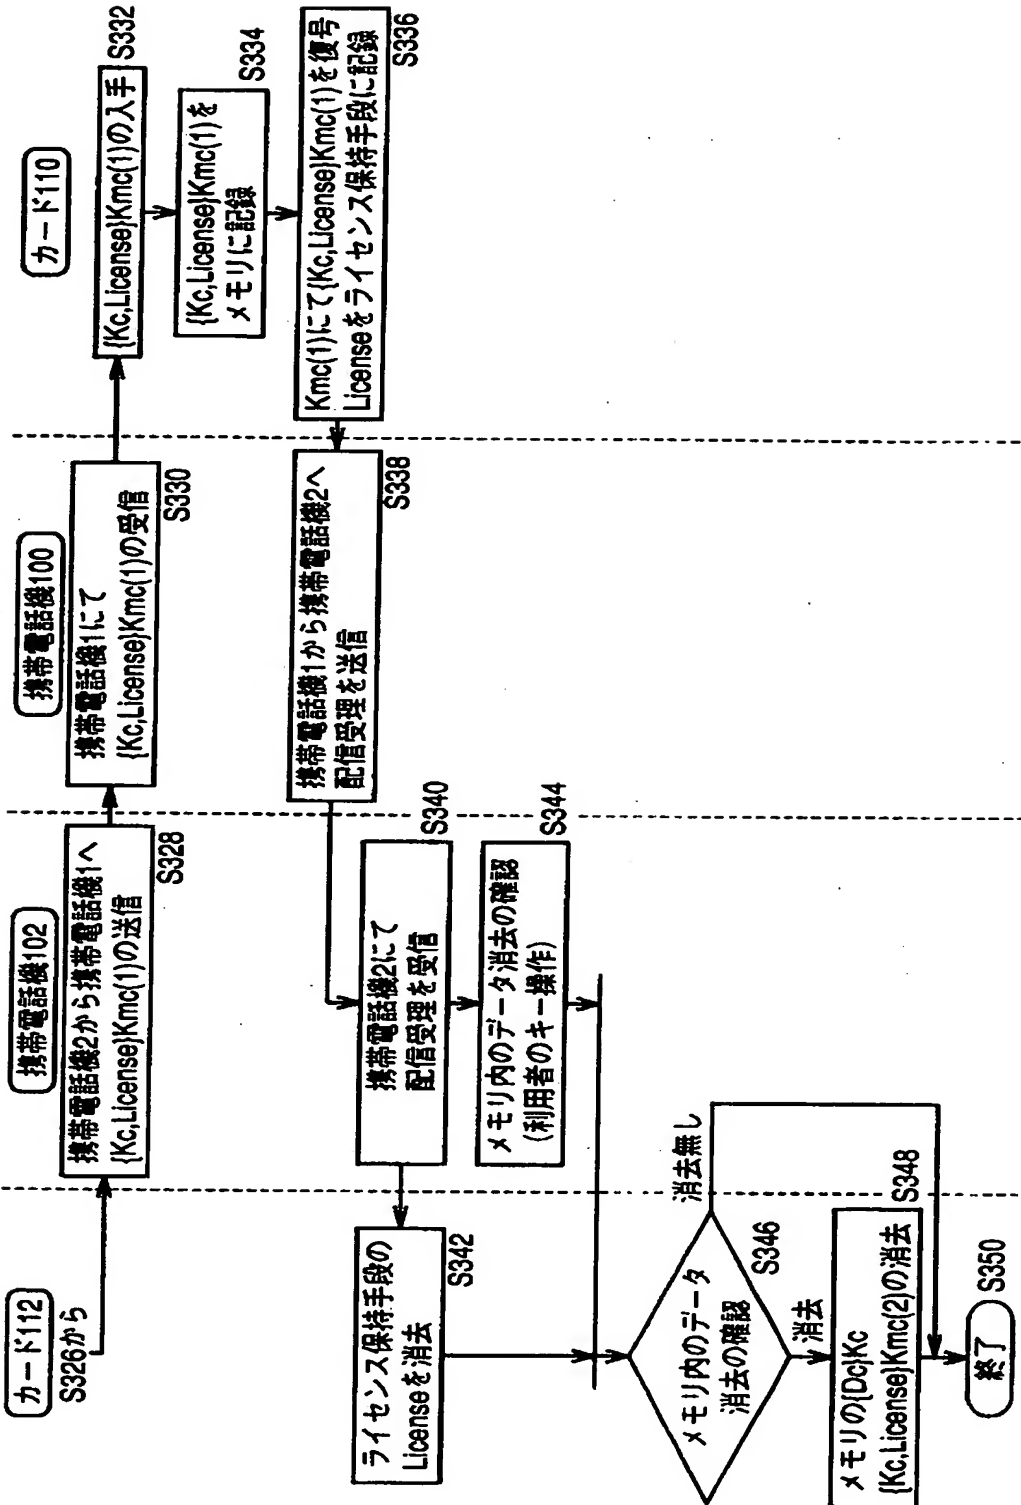 カード112
携帯電話機102
携帯電話機100
カード110
S326から
携帯電話機2から携帯電話機1へ
{Kc,License}Kmc(1)の送信
S328
携帯電話機1にて
{Kc,License}Kmc(1)の受信
S330
{Kc,License}Kmc(1)の入手
S332
{Kc,License}Kmc(1)を
メモリに記録
S334
Kmc(1)にて{Kc,License}Kmc(1)を復号
Licenseをライセンス保持手段に記録
S336
携帯電話機1から携帯電話機2へ
配信受理を送信
S338
携帯電話機2にて
配信受理を受信
S340
ライセンス保持手段の
Licenseを消去
S342
メモリ内のデータ消去の確認
(利用者のキー操作)
S344
メモリ内のデータ
消去の確認
S346
消去無し
消去
メモリの{Dc}Kc
{Kc,License}Kmc(2)の消去
S348
終了
S350